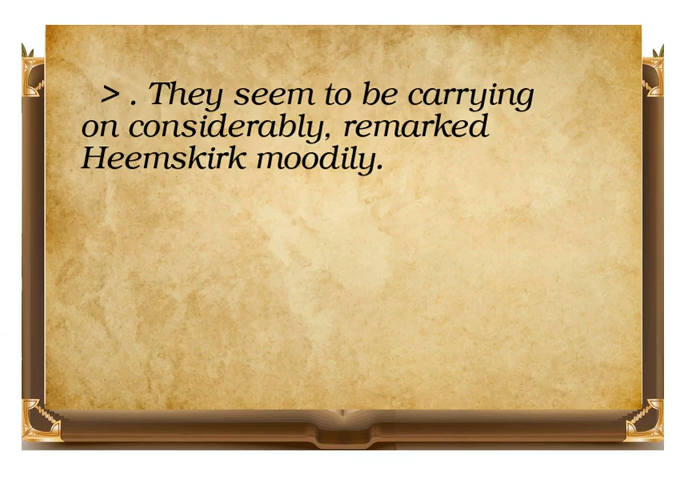 > . They seem to be carrying
on considerably, remarked
Heemskirk moodily.